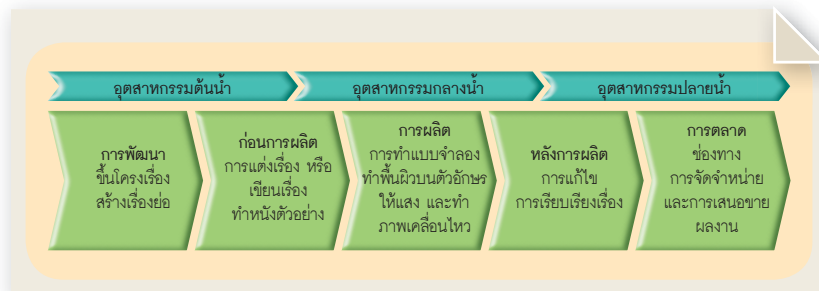 อุตสาหกรรมต้นน้ำ
อุตสาหกรรมกลางน้ำ
อุตสาหกรรมปลายน้ำ
การพัฒนา
ขึ้นโครงเรื่อง
สร้างเรื่องย่อ
ก่อนการผลิต
การแต่งเรื่อง หรือ
เขียนเรื่อง
ทำหนังตัวอย่าง
การผลิต
การทำแบบจำลอง
ทำพื้นผิวบนตัวอักษร
ให้แสง และทำ
ภาพเคลื่อนไหว
หลังการผลิต
การแก้ไข
การเรียบเรียงเรื่อง
การตลาด
ช่องทาง
การจัดจำหน่าย
และการเสนอขาย
ผลงาน